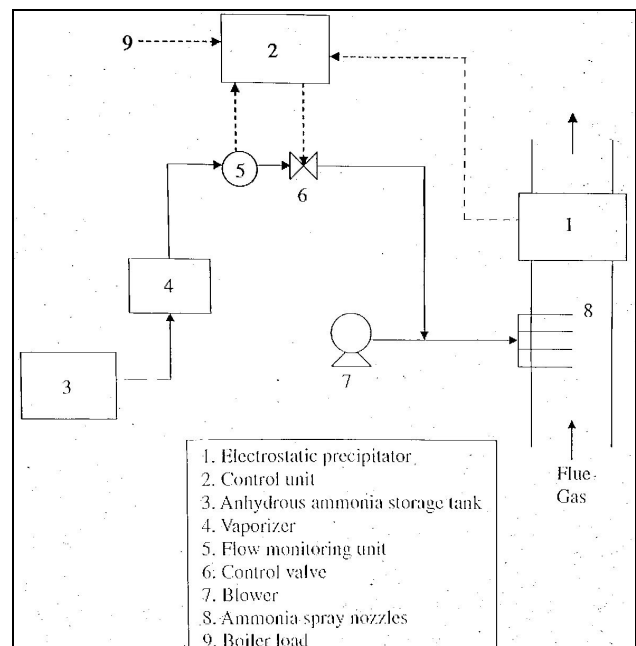 9
2
5
6
1
4
8
7
3
Flue
Gas
1. Electrostatic precipitator
2. Control unit
3. Anhydrous ammonia storage tank
4. Vaporizer
5. Flow monitoring unit
6. Control valve
7. Blower
8. Ammonia spray nozzles
9. Boiler load